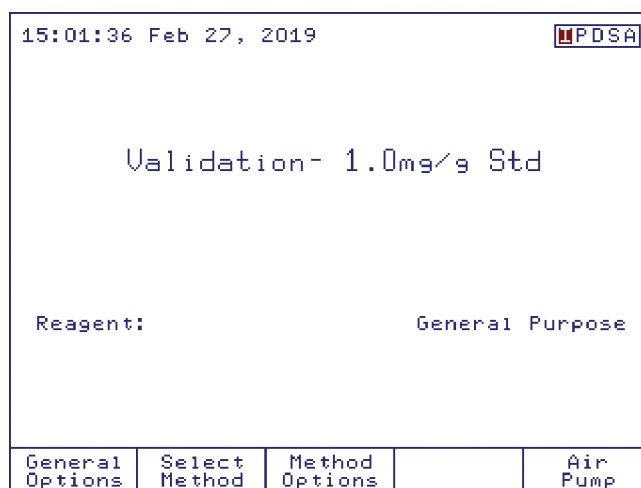 15:01:36 Feb 27, 2019 IPDSA
Validation- 1.0mg/g Std
Reagent: General Purpose
General Options Select Method Method Options Air Pump